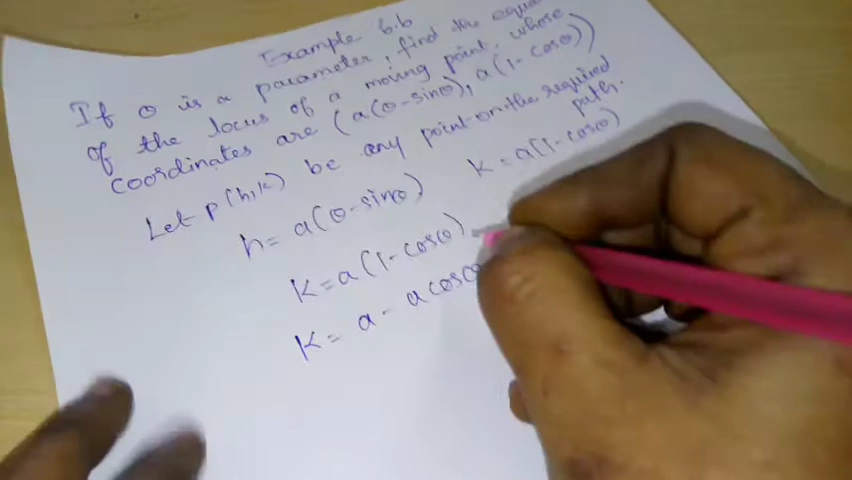 Example 6.6
If θ is a parameter, find the equa
of the locus of a moving point, whose
coordinates are (a(θ-sinθ), a(1-cosθ))
Let P(h,k) be any point on the required
path.
h = a(θ-sinθ) k = a(1-cosθ)
k = a(1-cosθ)
k = a - a cosθ